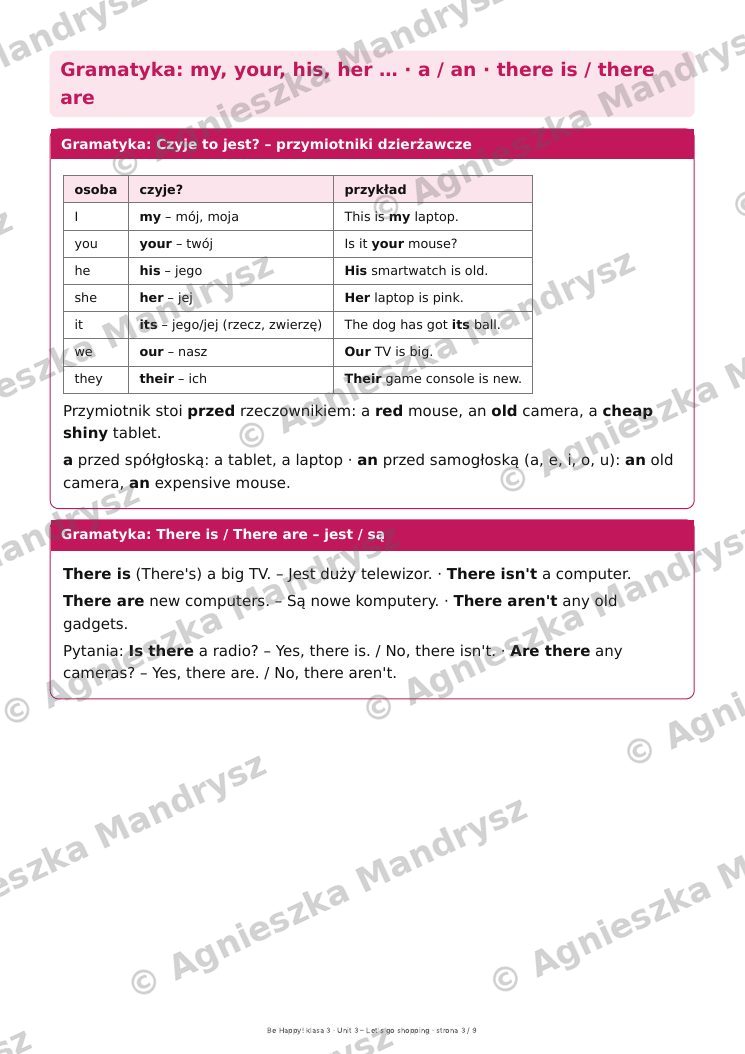 Gramatyka: my, your, his, her … · a / an · there is / there
are
Gramatyka: Czyje to jest? – przymiotniki dzierżawcze
osoba czyje? przykład
I my – mój, moja This is my laptop.
you your – twój Is it your mouse?
he his – jego His smartwatch is old.
she her – jej Her laptop is pink.
it its – jego/jej (rzecz, zwierzę) The dog has got its ball.
we our – nasz Our TV is big.
they their – ich Their game console is new.
Przymiotnik stoi przed rzeczownikiem: a red mouse, an old camera, a cheap
shiny tablet.
a przed spółgłoską: a tablet, a laptop · an przed samogłoską (a, e, i, o, u): an old
camera, an expensive mouse.
Gramatyka: There is / There are – jest / są
There is (There's) a big TV. – Jest duży telewizor. · There isn't a computer.
There are new computers. – Są nowe komputery. · There aren't any old
gadgets.
Pytania: Is there a radio? – Yes, there is. / No, there isn't. · Are there any
cameras? – Yes, there are. / No, there aren't.
Be Happy! klasa 3 · Unit 3 – Let's go shopping · strona 3 / 9
© Agnieszka Mandrysz